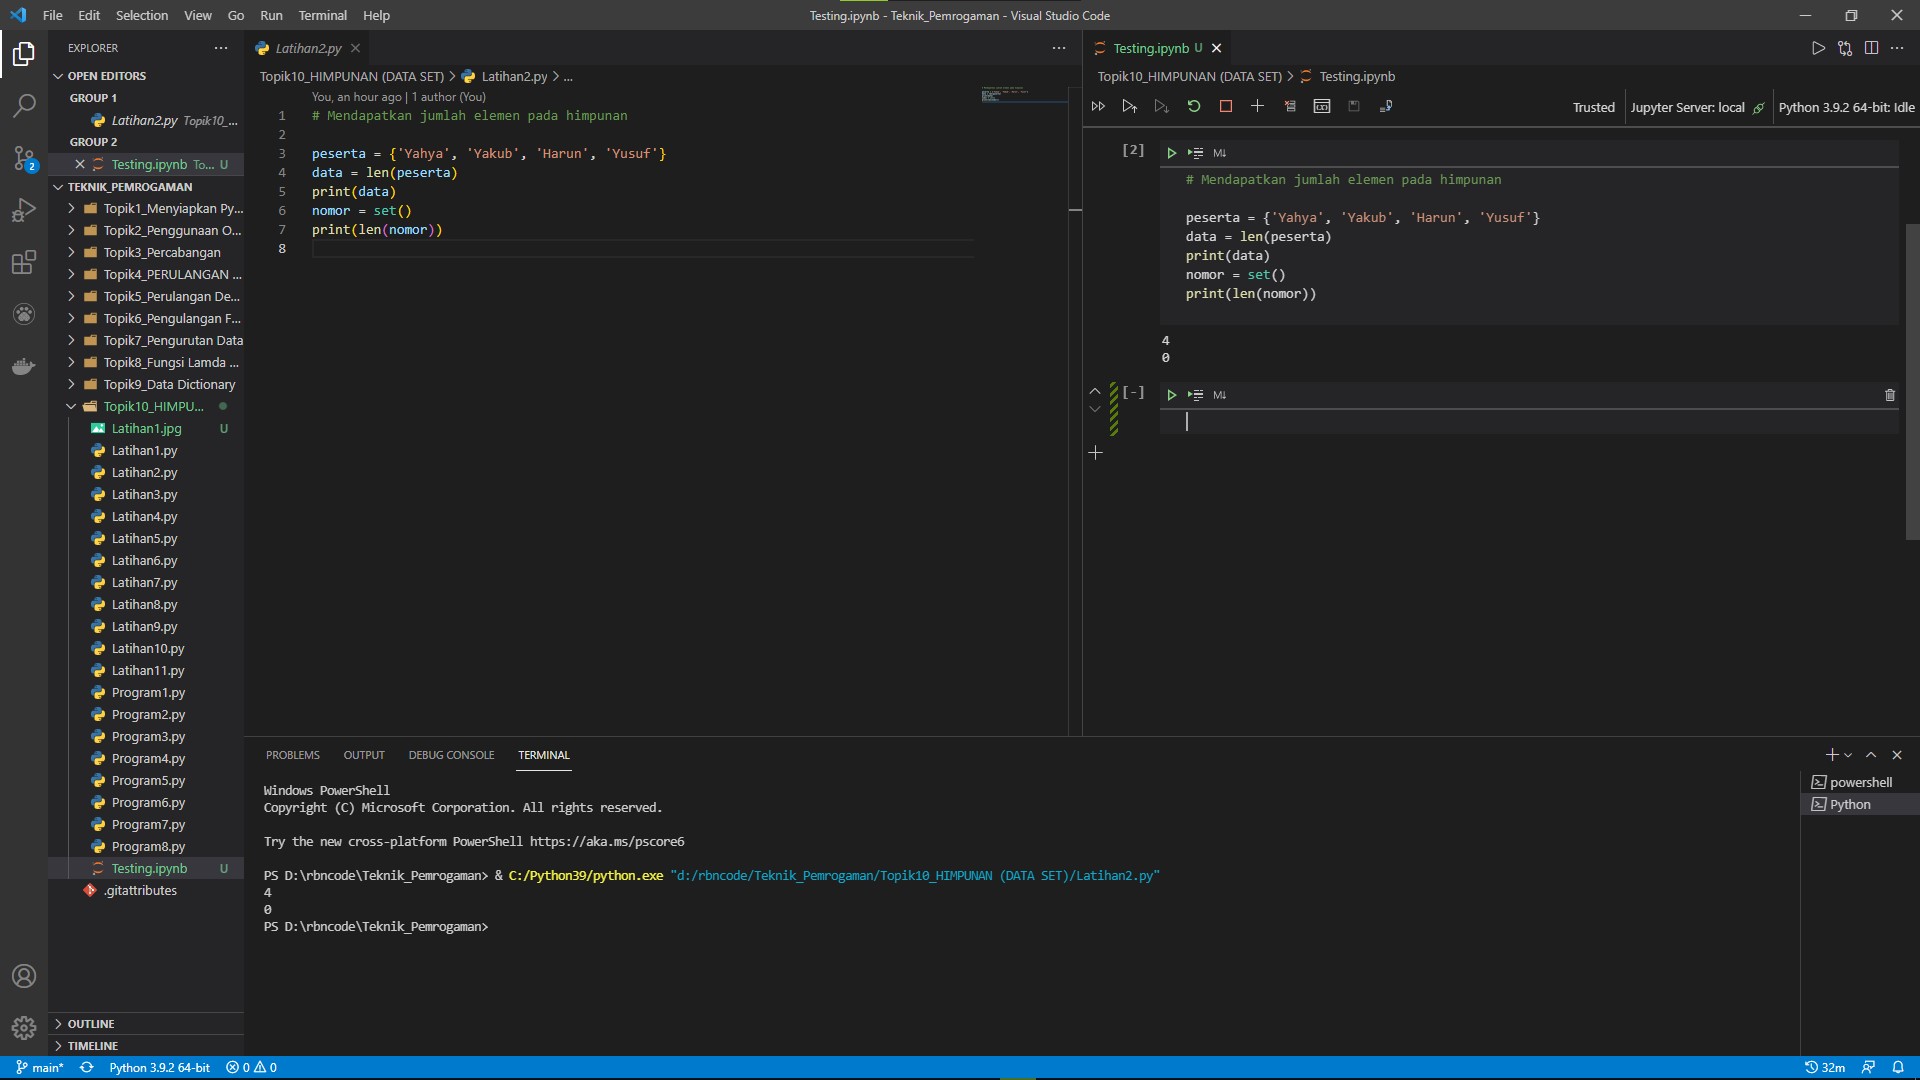 File Edit Selection View Go Run Terminal Help
Testing.ipynb - Teknik_Pemrogaman - Visual Studio Code
EXPLORER
OPEN EDITORS
GROUP 1
Latihan2.py Topik10_...
GROUP 2
Testing.ipynb To... U
TEKNIK_PEMROGAMAN
Topik1_Menyiapkan Py...
Topik2_Penggunaan O...
Topik3_Percabangan
Topik4_PERULANGAN ...
Topik5_Perulangan De...
Topik6_Pengulangan F...
Topik7_Pengurutan Data
Topik8_Fungsi Lamda ...
Topik9_Data Dictionary
Topik10_HIMPU...
Latihan1.jpg U
Latihan1.py
Latihan2.py
Latihan3.py
Latihan4.py
Latihan5.py
Latihan6.py
Latihan7.py
Latihan8.py
Latihan9.py
Latihan10.py
Latihan11.py
Program1.py
Program2.py
Program3.py
Program4.py
Program5.py
Program6.py
Program7.py
Program8.py
Testing.ipynb U
.gitattributes
OUTLINE
TIMELINE
2
Latihan2.py
Topik10_HIMPUNAN (DATA SET) > Latihan2.py > ...
You, an hour ago | 1 author (You)
1 # Mendapatkan jumlah elemen pada himpunan
2
3 peserta = {'Yahya', 'Yakub', 'Harun', 'Yusuf'}
4 data = len(peserta)
5 print(data)
6 nomor = set()
7 print(len(nomor))
8
Testing.ipynb U
Topik10_HIMPUNAN (DATA SET) > Testing.ipynb
Trusted Jupyter Server: local Python 3.9.2 64-bit: Idle
[2] M↓
# Mendapatkan jumlah elemen pada himpunan
peserta = {'Yahya', 'Yakub', 'Harun', 'Yusuf'}
data = len(peserta)
print(data)
nomor = set()
print(len(nomor))
4
0
[-] M↓
PROBLEMS OUTPUT DEBUG CONSOLE TERMINAL
Windows PowerShell
Copyright (C) Microsoft Corporation. All rights reserved.
Try the new cross-platform PowerShell https://aka.ms/pscore6
PS D:\rbncode\Teknik_Pemrogaman> & C:/Python39/python.exe "d:/rbncode/Teknik_Pemrogaman/Topik10_HIMPUNAN (DATA SET)/Latihan2.py"
4
0
PS D:\rbncode\Teknik_Pemrogaman>
powershell
Python
main* Python 3.9.2 64-bit 0 0 32m